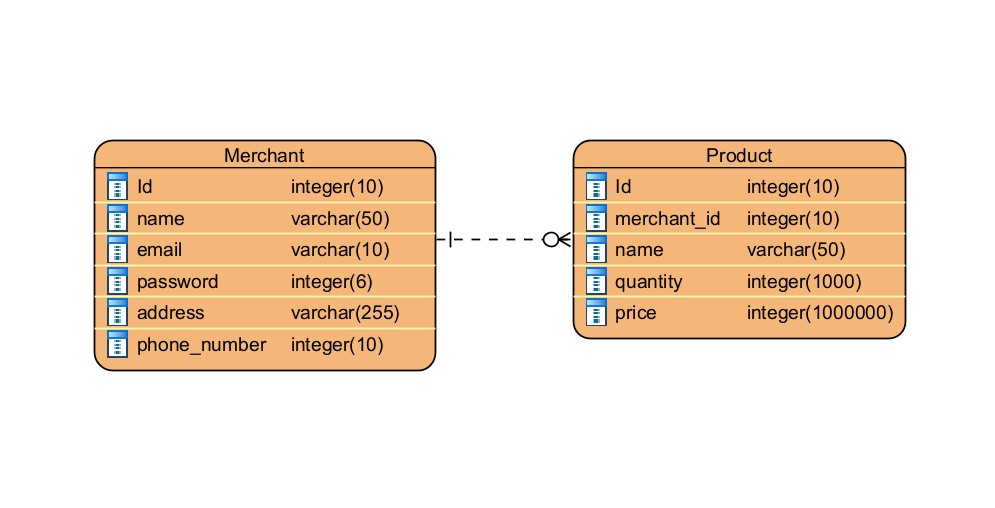 Merchant
Id integer(10)
name varchar(50)
email varchar(10)
password integer(6)
address varchar(255)
phone_number integer(10)
Product
Id integer(10)
merchant_id integer(10)
name varchar(50)
quantity integer(1000)
price integer(1000000)